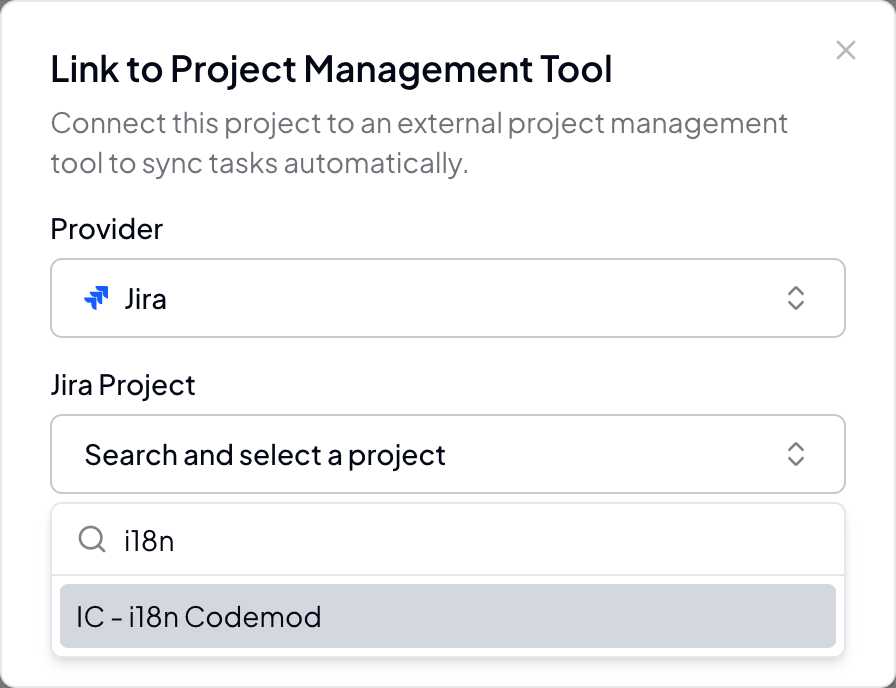 Link to Project Management Tool
Connect this project to an external project management
tool to sync tasks automatically.
Provider
Jira
Jira Project
Search and select a project
i18n
IC - i18n Codemod